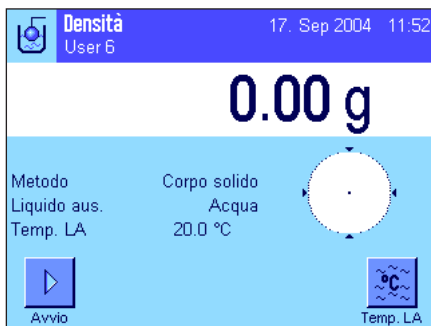 Densità 17. Sep 2004 11:52
User 6
0.00 g
Metodo Corpo solido
Liquido aus. Acqua
Temp. LA 20.0 °C
°C
Avvio Temp. LA